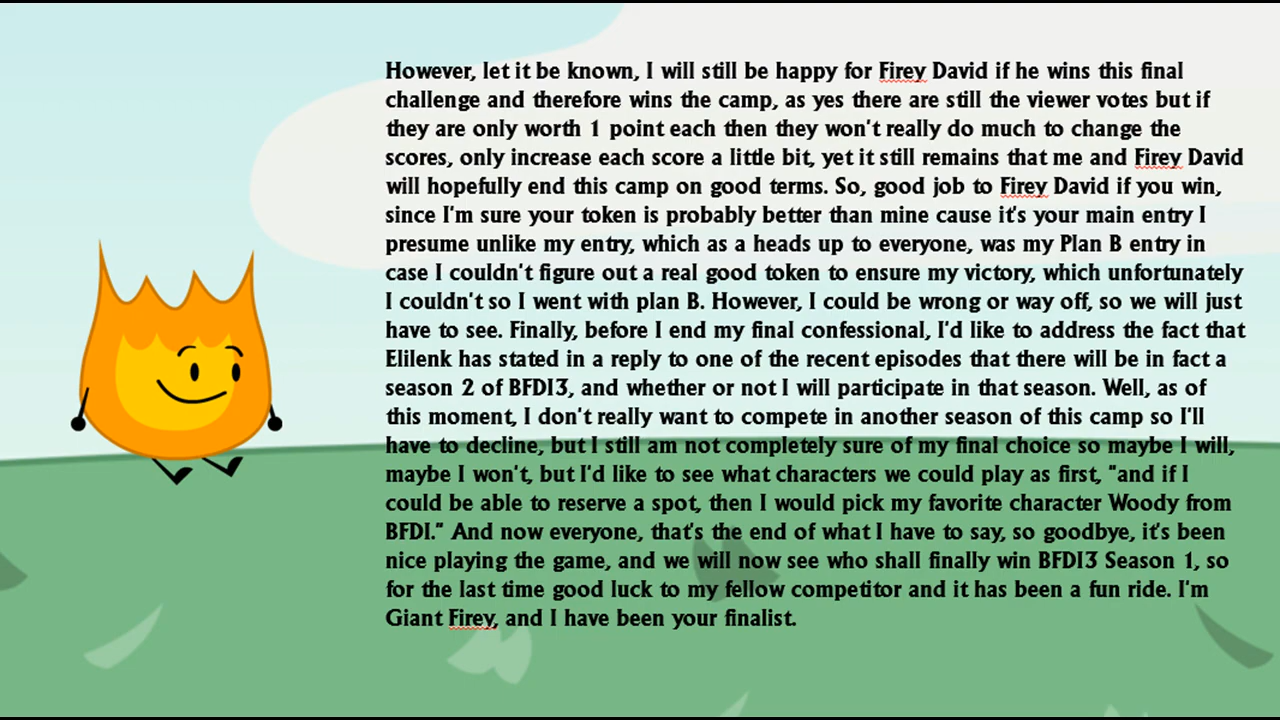 However, let it be known, I will still be happy for Firey David if he wins this final
challenge and therefore wins the camp, as yes there are still the viewer votes but if
they are only worth 1 point each then they won't really do much to change the
scores, only increase each score a little bit, yet it still remains that me and Firey David
will hopefully end this camp on good terms. So, good job to Firey David if you win,
since I'm sure your token is probably better than mine cause it's your main entry I
presume unlike my entry, which as a heads up to everyone, was my Plan B entry in
case I couldn't figure out a real good token to ensure my victory, which unfortunately
I couldn't so I went with plan B. However, I could be wrong or way off, so we will just
have to see. Finally, before I end my final confessional, I'd like to address the fact that
Elilenk has stated in a reply to one of the recent episodes that there will be in fact a
season 2 of BFDI3, and whether or not I will participate in that season. Well, as of
this moment, I don't really want to compete in another season of this camp so I'll
have to decline, but I still am not completely sure of my final choice so maybe I will,
maybe I won't, but I'd like to see what characters we could play as first, "and if I
could be able to reserve a spot, then I would pick my favorite character Woody from
BFDI." And now everyone, that's the end of what I have to say, so goodbye, it's been
nice playing the game, and we will now see who shall finally win BFDI3 Season 1, so
for the last time good luck to my fellow competitor and it has been a fun ride. I'm
Giant Firey, and I have been your finalist.